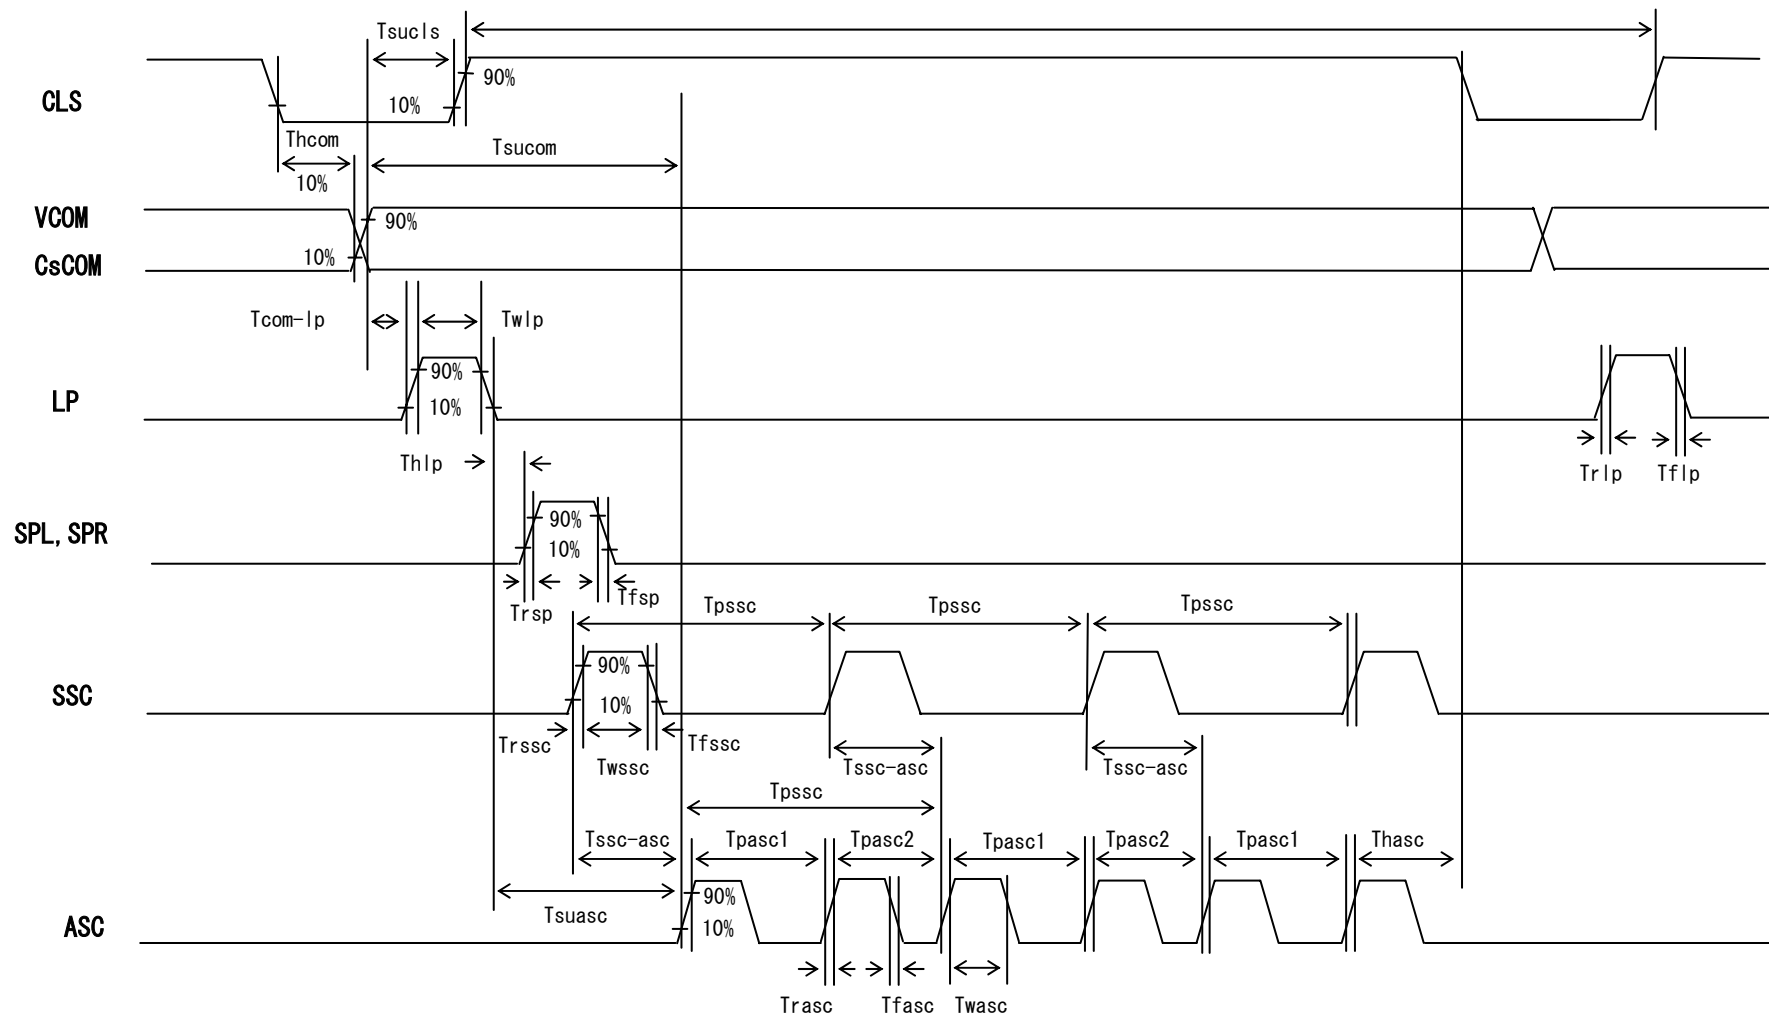 Tsucls
90%
CLS
10%
Thcom
Tsucom
10%
VCOM
90%
10%
CsCOM
Tcom-lp
Twlp
90%
LP
10%
Thlp
Trlp
Tflp
90%
SPL, SPR
10%
Trsp
Tfsp
Tpssc
Tpssc
Tpssc
90%
SSC
10%
Trssc
Twssc
Tfssc
Tssc-asc
Tssc-asc
Tpssc
Tssc-asc
Tpasc1
Tpasc2
Tpasc1
Tpasc2
Tpasc1
Thasc
90%
Tsuasc
ASC
10%
Trasc
Tfasc
Twasc